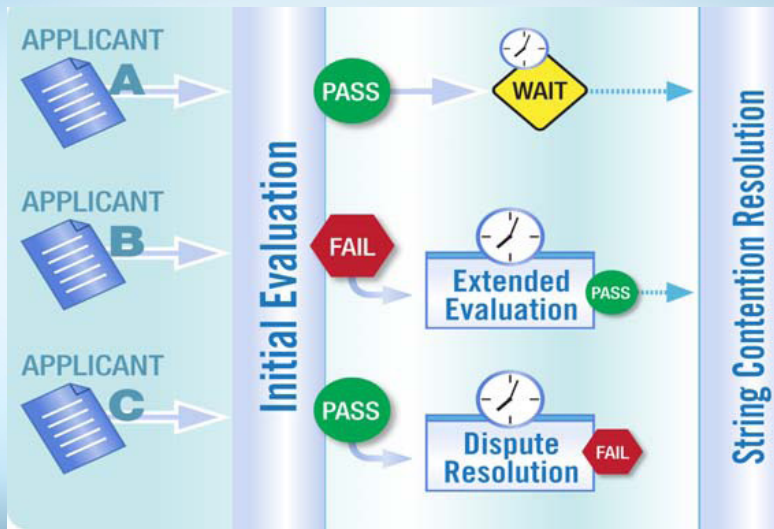 APPLICANT
A
PASS
WAIT
APPLICANT
B
FAIL
Extended
Evaluation
PASS
APPLICANT
C
PASS
Dispute
Resolution
FAIL
Initial Evaluation
String Contention Resolution